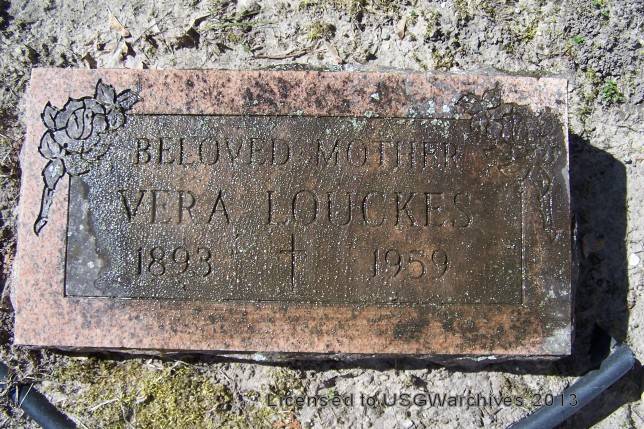 BELOVED MOTHER
VERA LOUCKES
1893 1959
Licensed to USGWarchives 2013